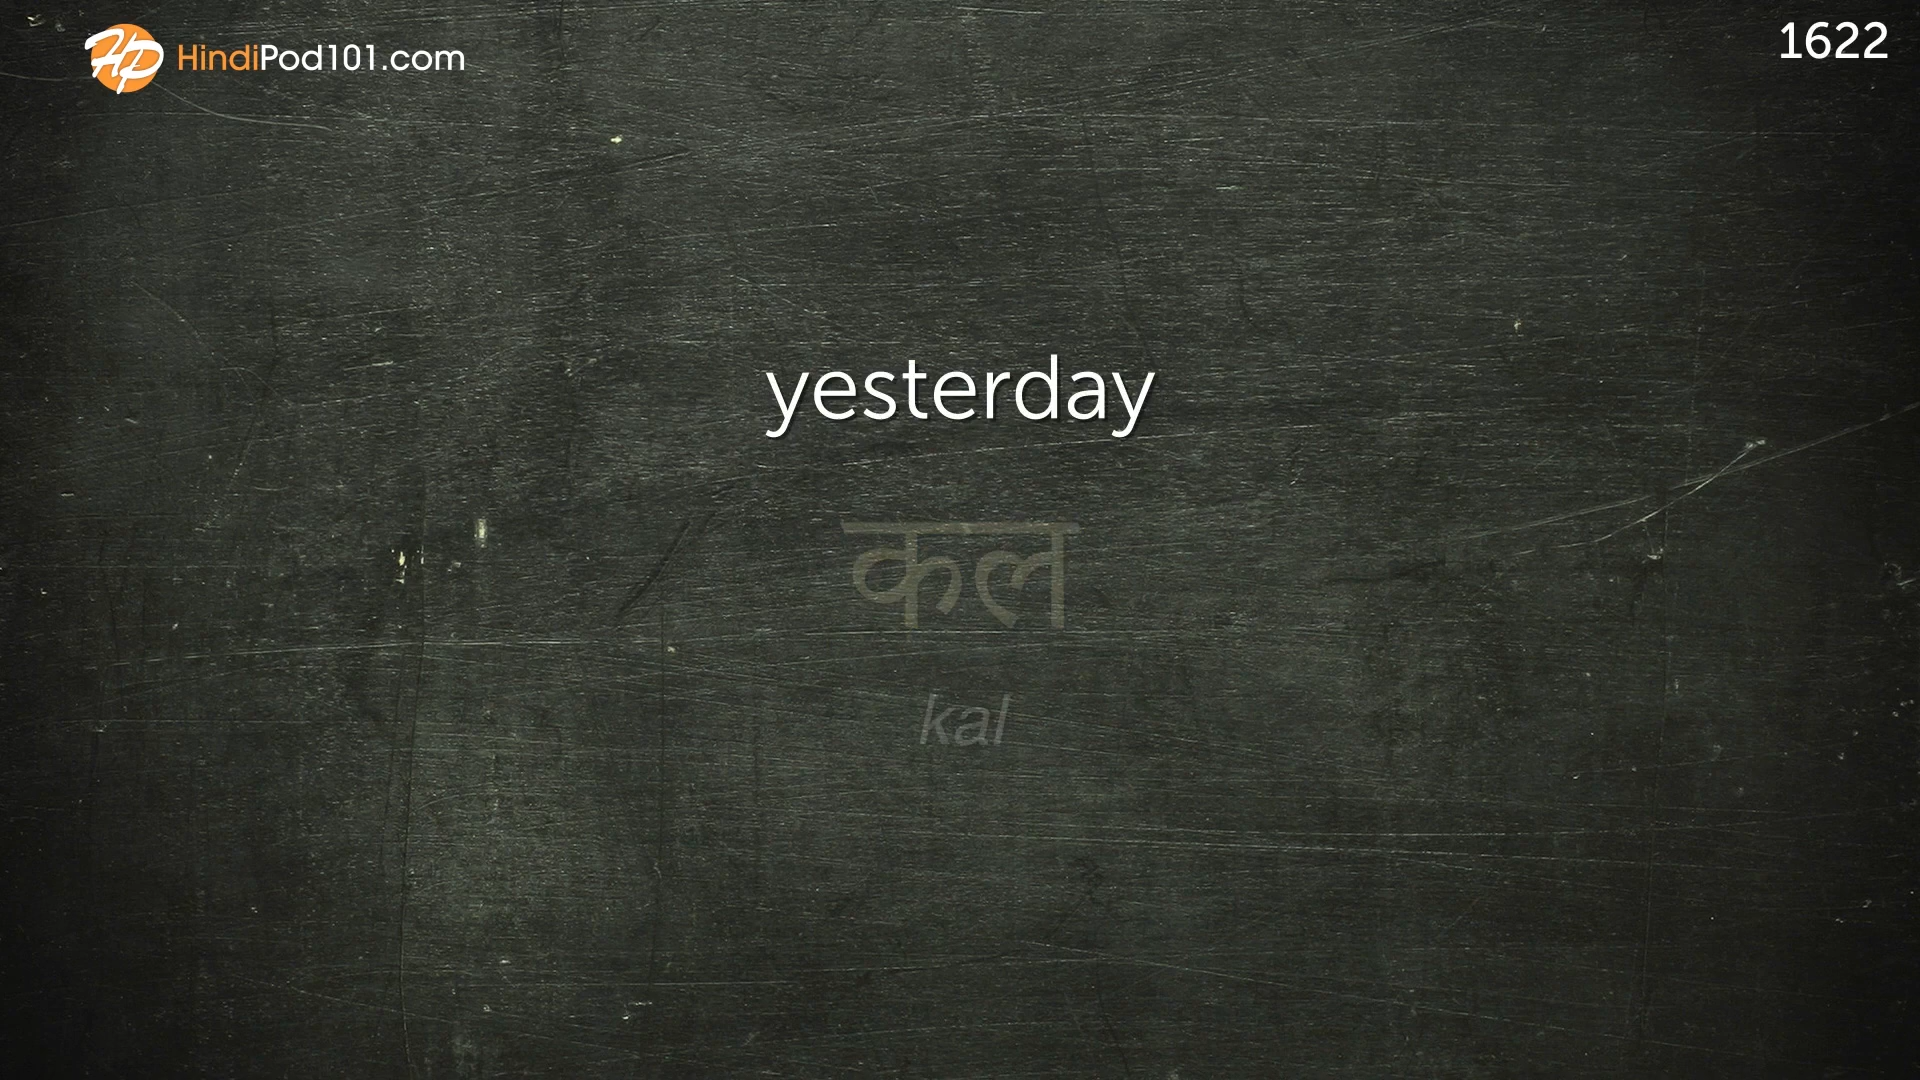 HindiPod101.com
1622
yesterday
कल
kal